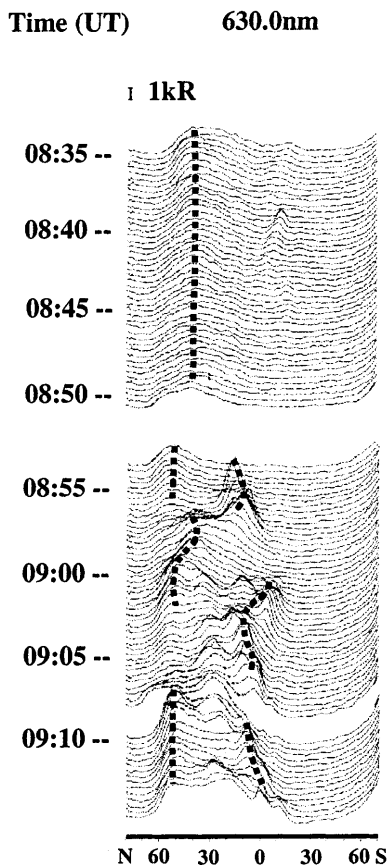 Time (UT) 630.0nm
I 1kR
08:35 --
08:40 --
08:45 --
08:50 --
08:55 --
09:00 --
09:05 --
09:10 --
N 60 30 0 30 60 S